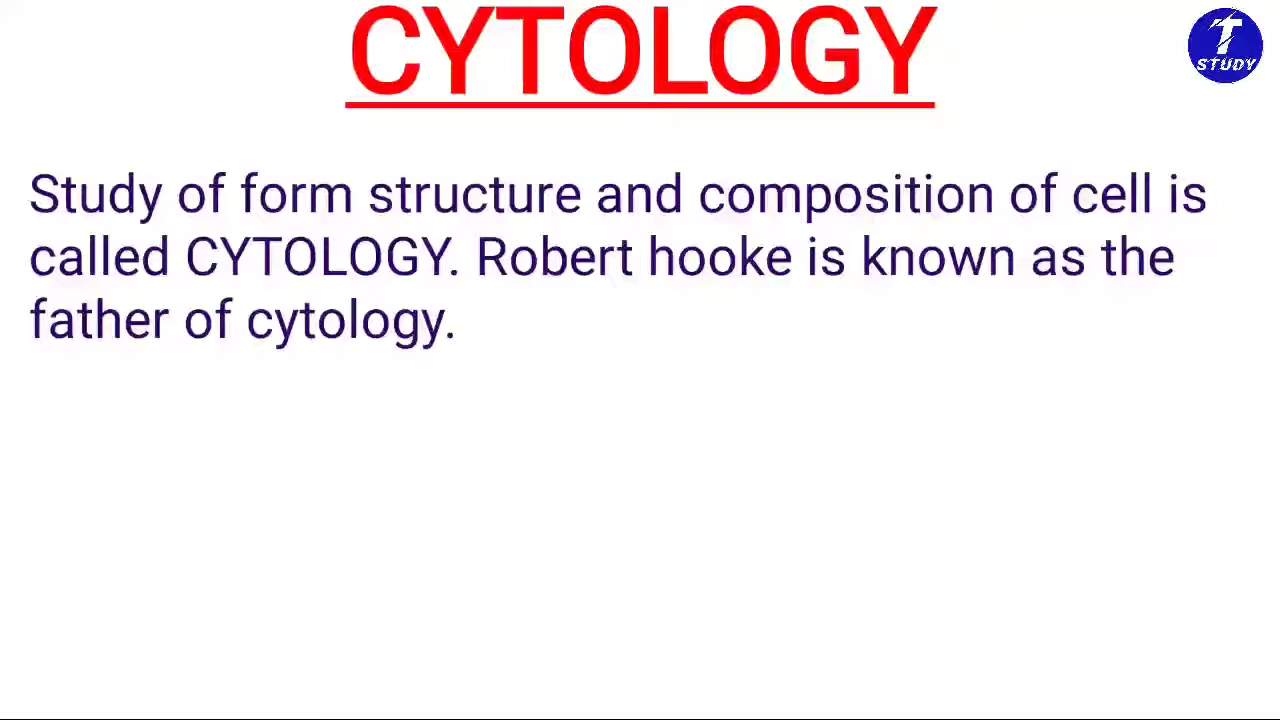 CYTOLOGY
T
STUDY
Study of form structure and composition of cell is
called CYTOLOGY. Robert hooke is known as the
father of cytology.